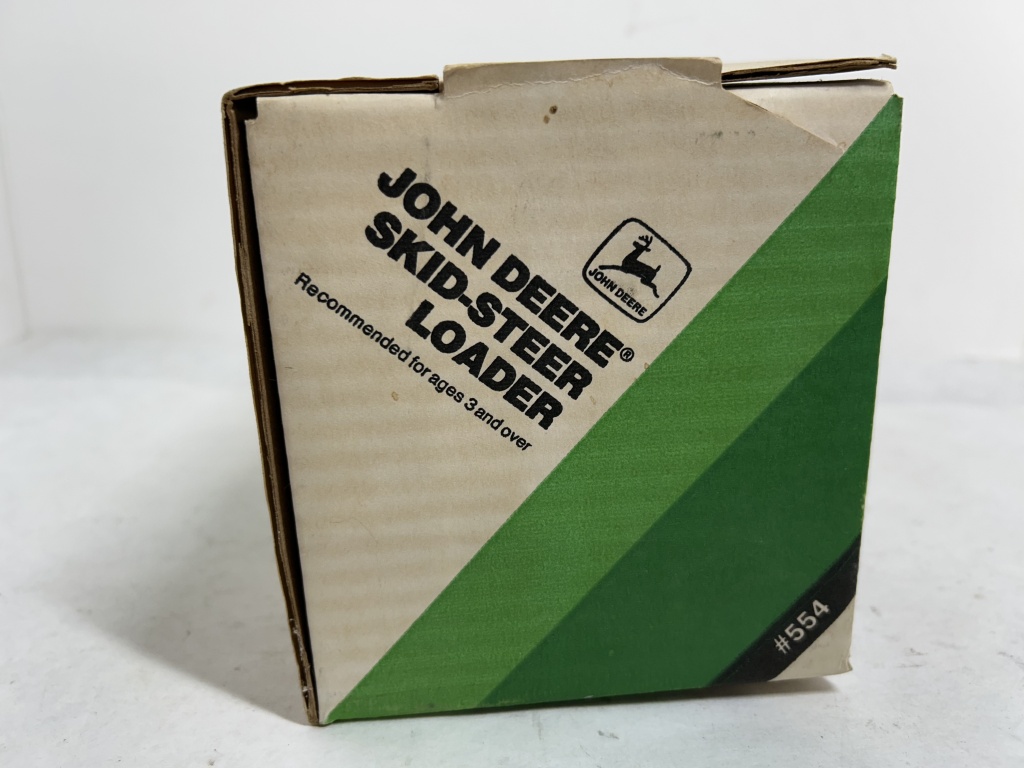 JOHN DEERE®
SKID-STEER
LOADER
Recommended for ages 3 and over
JOHN DEERE
#554